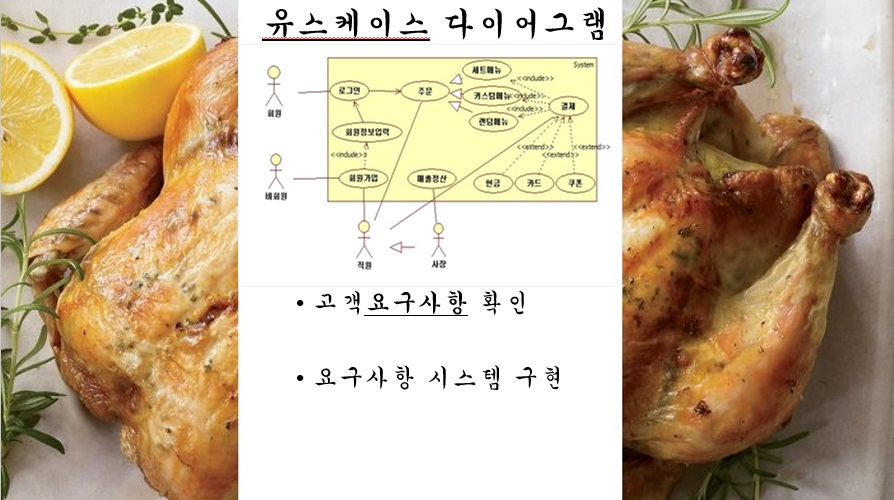 유스케이스 다이어그램
System
세트메뉴
<<include>>
로그인
주문
커스텀메뉴
<<include>>
결제
회원
<<include>>
랜덤메뉴
회원정보입력
<<include>>
<<extend>>
<<extend>>
<<extend>>
회원가입
매출정산
현금
카드
쿠폰
비회원
직원
사장
• 고객요구사항 확인
• 요구사항 시스템 구현